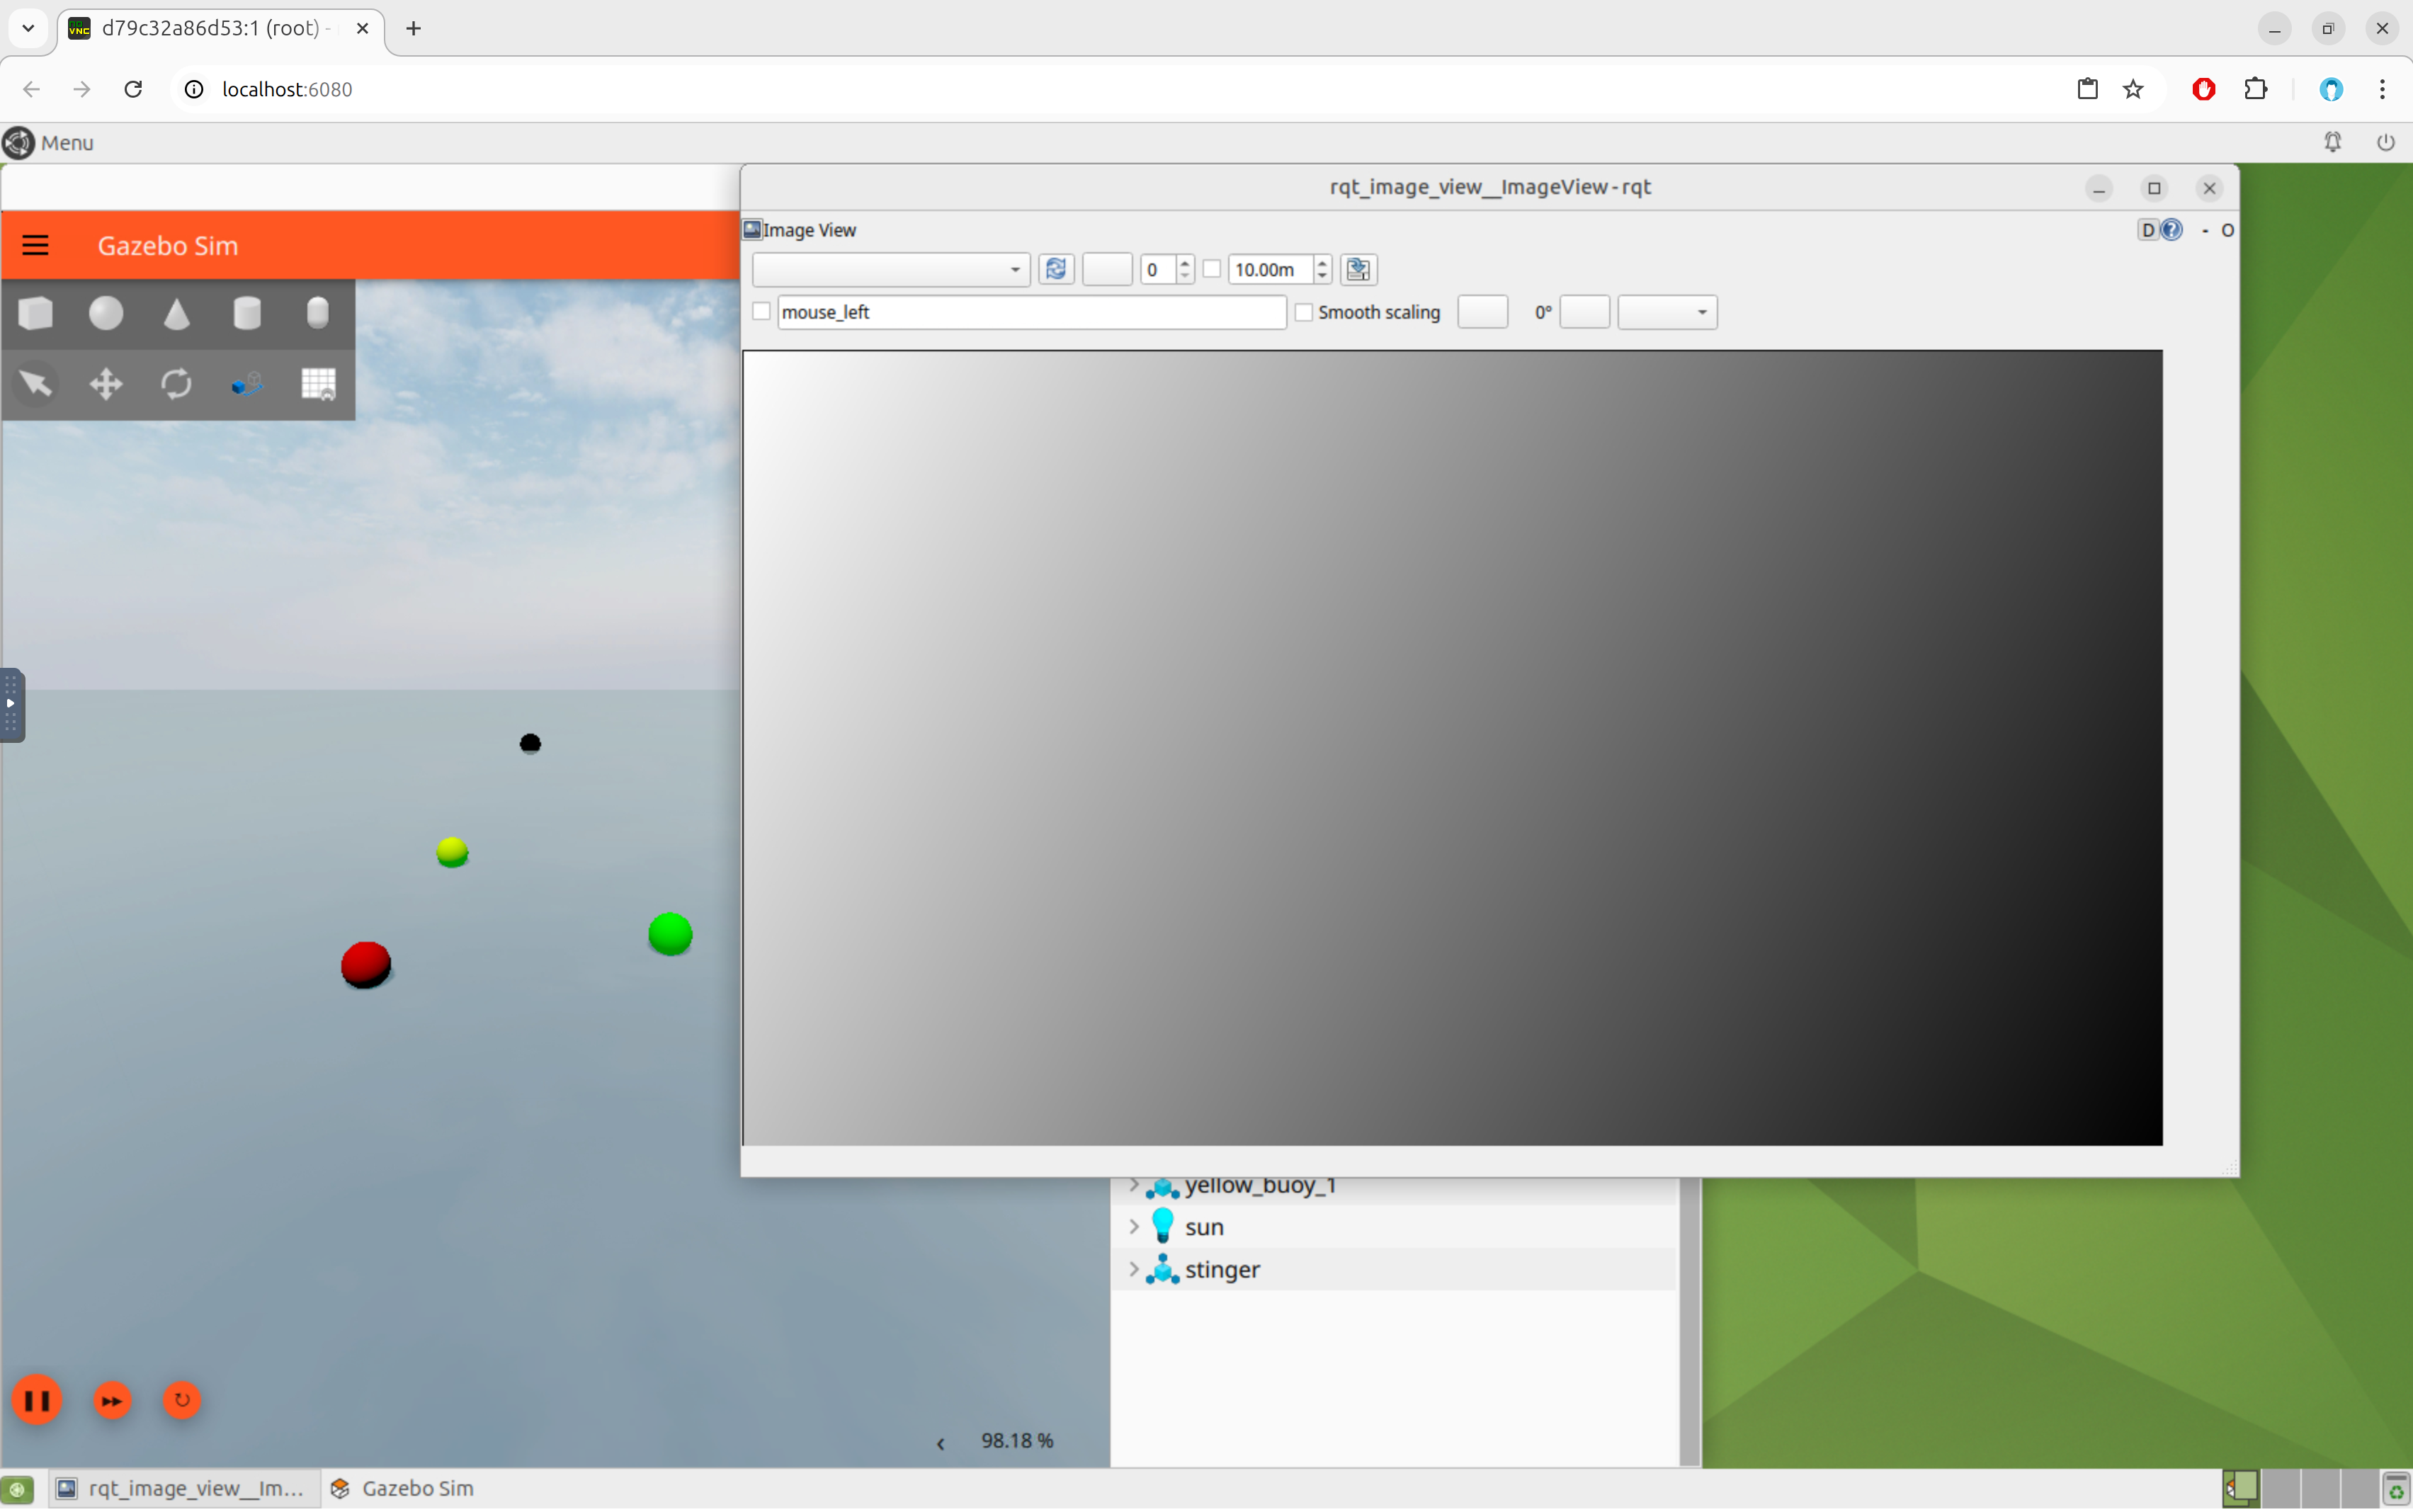 d79c32a86d53:1 (root) -
localhost:6080
Menu
rqt_image_view__ImageView - rqt
Image View
D
- O
Gazebo Sim
0
10.00m
mouse_left
Smooth scaling
0°
yellow_buoy_1
sun
stinger
98.18 %
rqt_image_view__Im...
Gazebo Sim